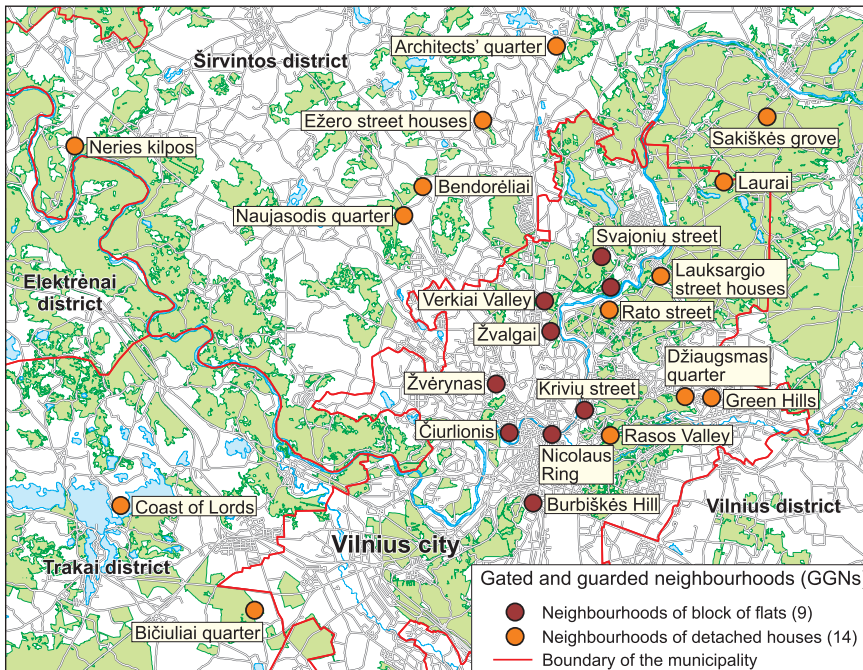 Architects' quarter
Širvintos district
Ežero street houses
Sakiškės grove
Neries kilpos
Bendorėliai
Laurai
Naujasodis quarter
Svajonių street
Elektrėnai
district
Lauksargio
street houses
Verkiai Valley
Rato street
Žvalgai
Džiaugsmas
quarter
Žvėrynas
Krivių street
Green Hills
Čiurlionis
Rasos Valley
Nicolaus
Ring
Coast of Lords
Burbiškės Hill
Vilnius district
Vilnius city
Trakai district
Bičiuliai quarter
Gated and guarded neighbourhoods (GGNs)
Neighbourhoods of block of flats (9)
Neighbourhoods of detached houses (14)
Boundary of the municipality